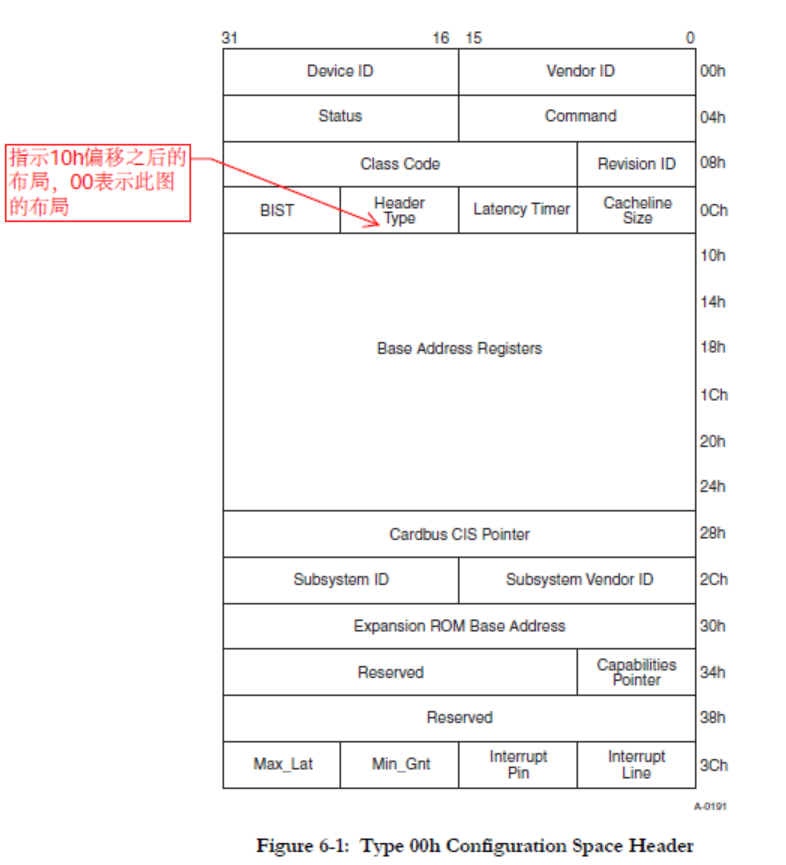 31 16 15 0
Device ID Vendor ID 00h
Status Command 04h
指示10h偏移之后的
布局，00表示此图
的布局
Class Code Revision ID 08h
BIST Header Type Latency Timer Cacheline Size 0Ch
10h
14h
Base Address Registers 18h
1Ch
20h
24h
Cardbus CIS Pointer 28h
Subsystem ID Subsystem Vendor ID 2Ch
Expansion ROM Base Address 30h
Reserved Capabilities Pointer 34h
Reserved 38h
Max_Lat Min_Gnt Interrupt Pin Interrupt Line 3Ch
A-0191
Figure 6-1: Type 00h Configuration Space Header